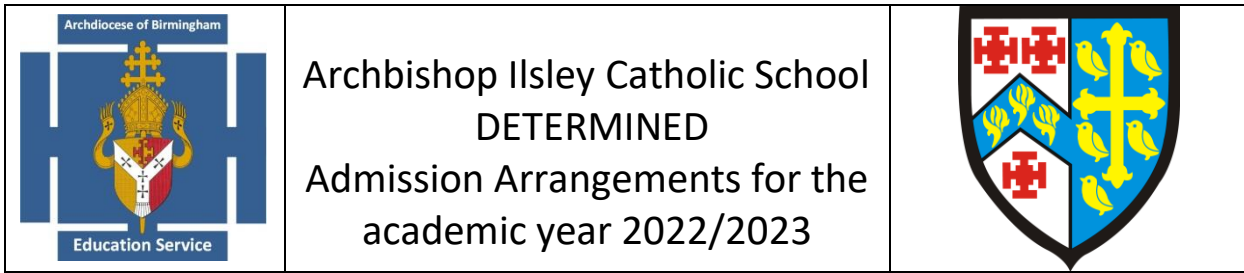 Archdiocese of Birmingham
Education Service
Archbishop Ilsley Catholic School
DETERMINED
Admission Arrangements for the
academic year 2022/2023